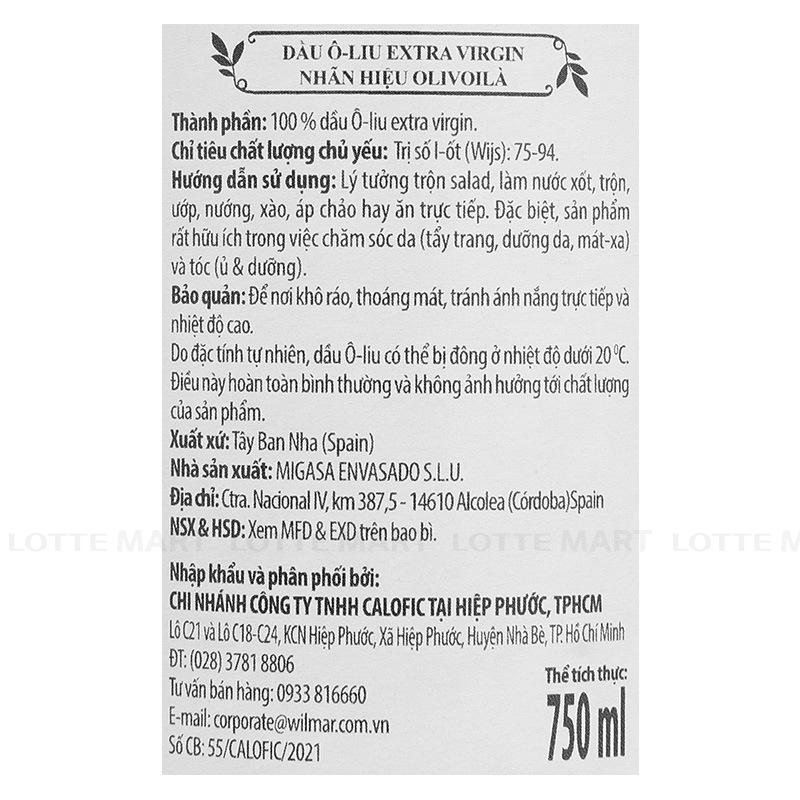 DẦU Ô-LIU EXTRA VIRGIN
NHÃN HIỆU OLIVOILÀ
Thành phần: 100 % dầu Ô-liu extra virgin.
Chỉ tiêu chất lượng chủ yếu: Trị số I-ốt (Wijs): 75-94.
Hướng dẫn sử dụng: Lý tưởng trộn salad, làm nước xốt, trộn,
ướp, nướng, xào, áp chảo hay ăn trực tiếp. Đặc biệt, sản phẩm
rất hữu ích trong việc chăm sóc da (tẩy trang, dưỡng da, mát-xa)
và tóc (ủ & dưỡng).
Bảo quản: Để nơi khô ráo, thoáng mát, tránh ánh nắng trực tiếp và
nhiệt độ cao.
Do đặc tính tự nhiên, dầu Ô-liu có thể bị đông ở nhiệt độ dưới 20 ⁰C.
Điều này hoàn toàn bình thường và không ảnh hưởng tới chất lượng
của sản phẩm.
Xuất xứ: Tây Ban Nha (Spain)
Nhà sản xuất: MIGASA ENVASADO S.L.U.
Địa chỉ: Ctra. Nacional IV, km 387,5 - 14610 Alcolea (Córdoba)Spain
NSX & HSD: Xem MFD & EXD trên bao bì.
LOTTE MART LOTTE MART LOTTE MART
Nhập khẩu và phân phối bởi:
CHI NHÁNH CÔNG TY TNHH CALOFIC TẠI HIỆP PHƯỚC, TPHCM
Lô C21 và Lô C18-C24, KCN Hiệp Phước, Xã Hiệp Phước, Huyện Nhà Bè, TP. Hồ Chí Minh
ĐT: (028) 3781 8806
Tư vấn bán hàng: 0933 816660
E-mail: corporate@wilmar.com.vn
Số CB: 55/CALOFIC/2021
Thể tích thực:
750 ml